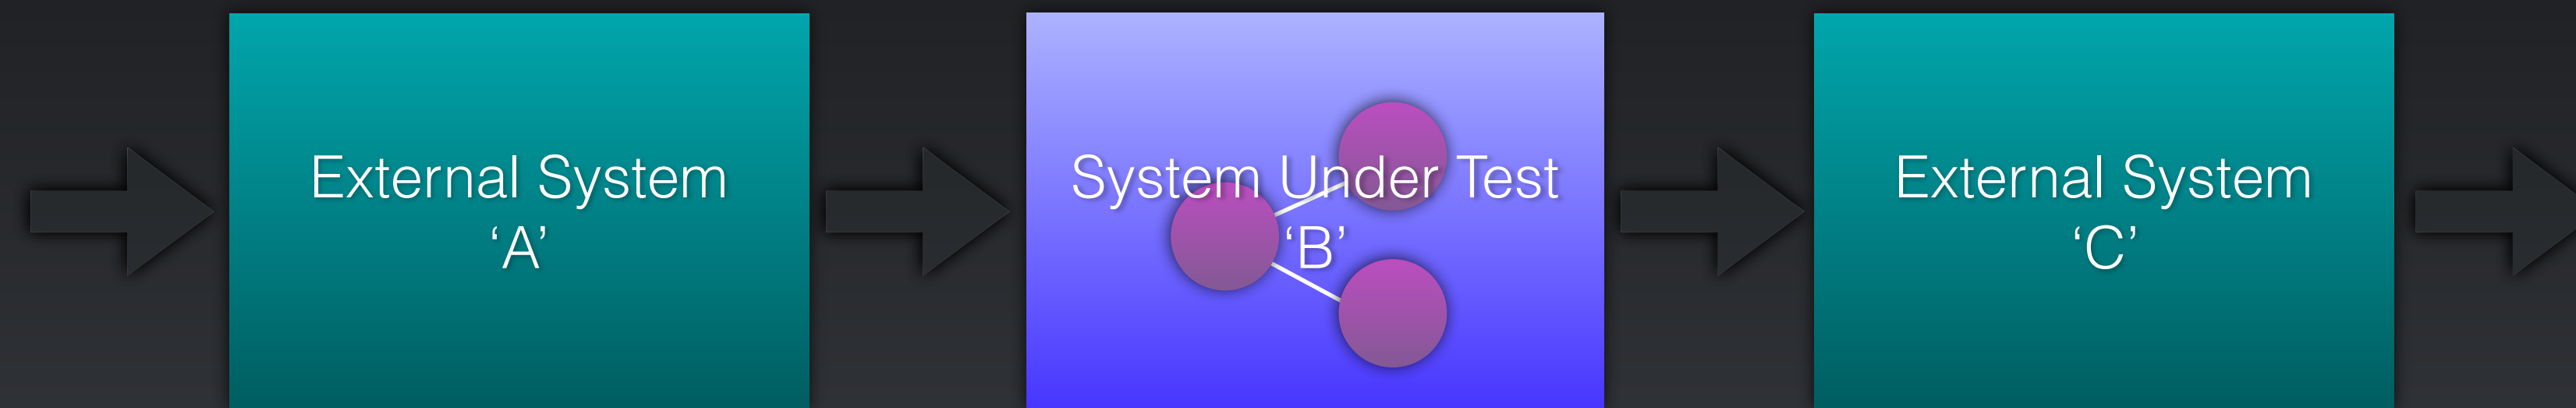 External System
‘A’
System Under Test
‘B’
External System
‘C’